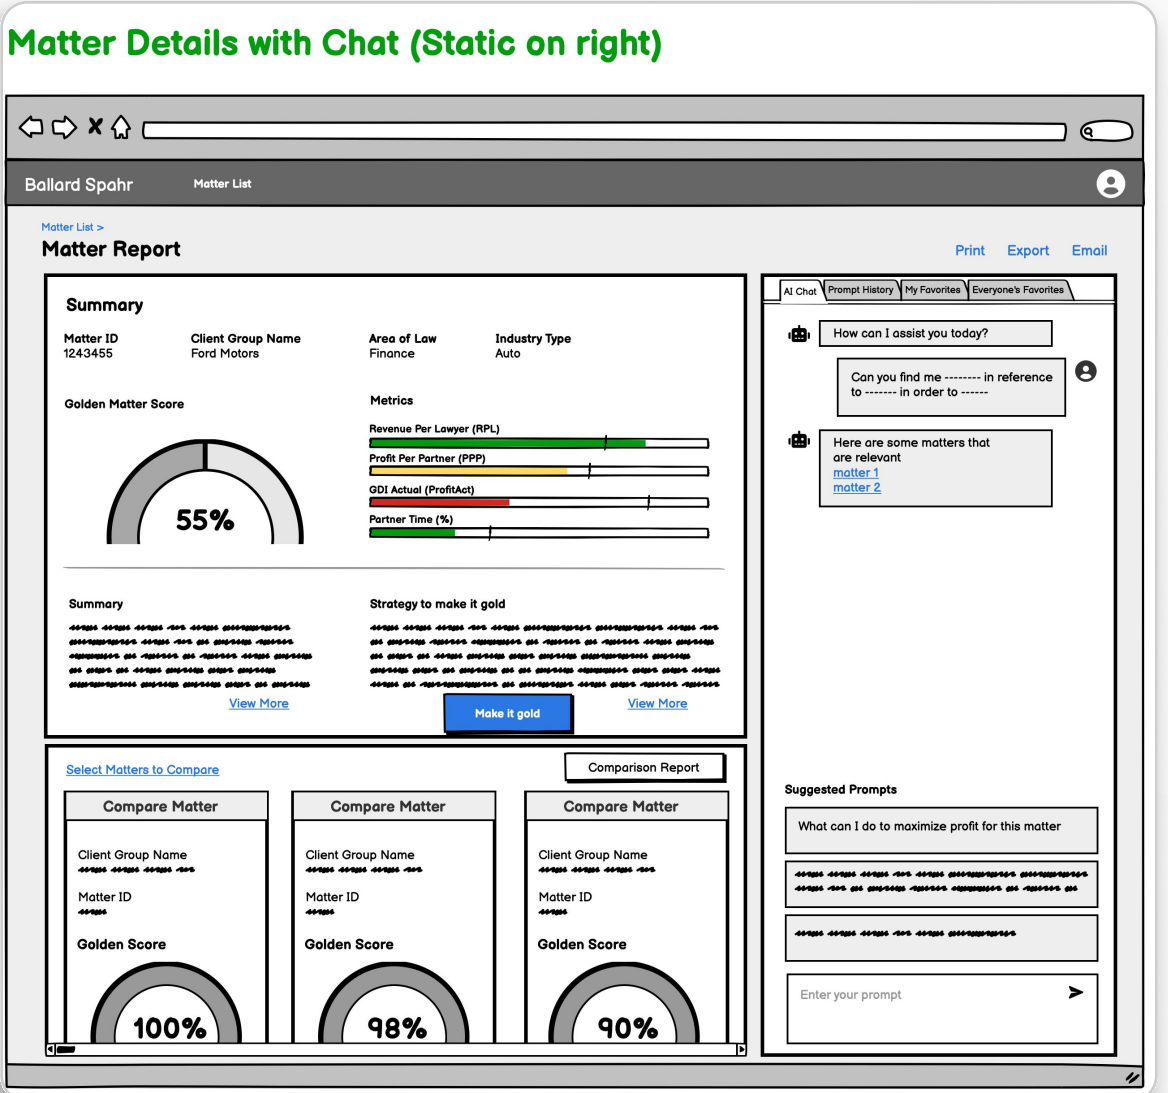 Matter Details with Chat (Static on right)
Ballard Spahr
Matter List
Matter List >
Matter Report
Print
Export
Email
Summary
Matter ID
1243455
Client Group Name
Ford Motors
Area of Law
Finance
Industry Type
Auto
Golden Matter Score
55%
Metrics
Revenue Per Lawyer (RPL)
Profit Per Partner (PPP)
GDI Actual (ProfitAct)
Partner Time (%)
Summary
View More
Strategy to make it gold
View More
Make it gold
Select Matters to Compare
Comparison Report
Compare Matter
Client Group Name
Matter ID
Golden Score
100%
Compare Matter
Client Group Name
Matter ID
Golden Score
98%
Compare Matter
Client Group Name
Matter ID
Golden Score
90%
AI Chat
Prompt History
My Favorites
Everyone's Favorites
How can I assist you today?
Can you find me -------- in reference
to ------- in order to ------
Here are some matters that
are relevant
matter 1
matter 2
Suggested Prompts
What can I do to maximize profit for this matter
Enter your prompt